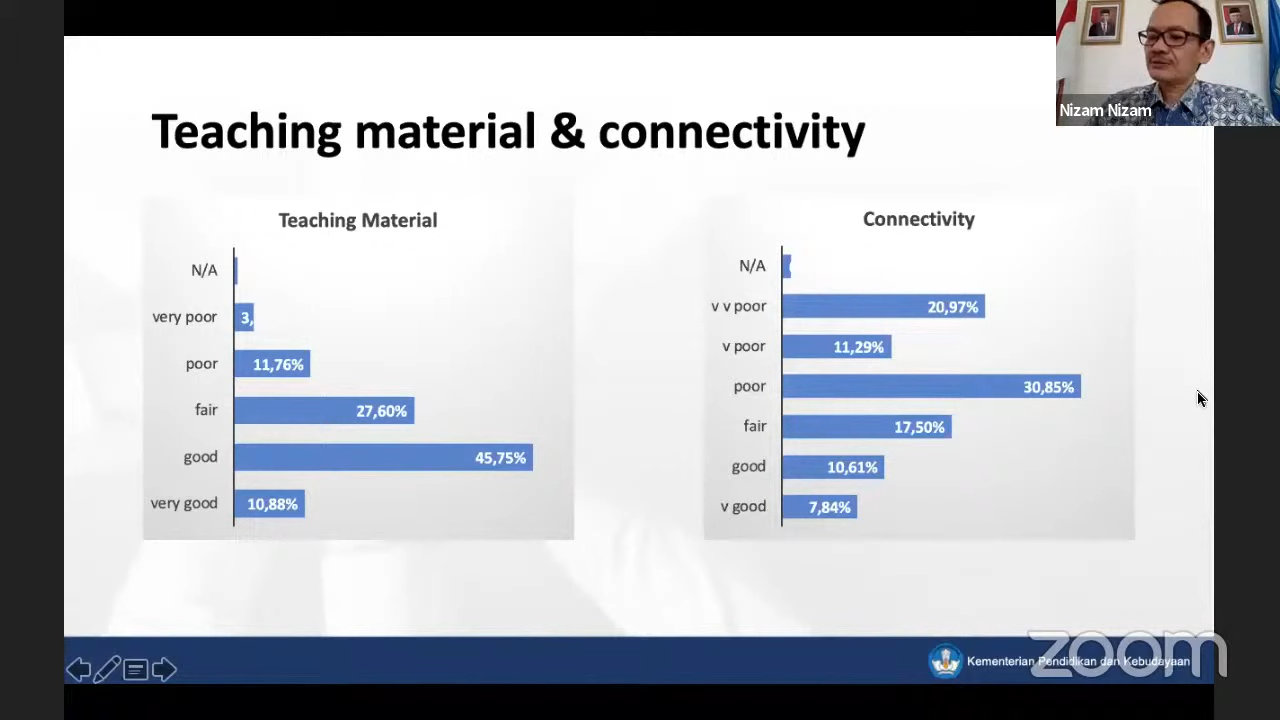 Nizam Nizam
Teaching material & connectivity
Teaching Material
N/A
very poor
3,
poor
11,76%
fair
27,60%
good
45,75%
very good
10,88%
Connectivity
N/A
v v poor
20,97%
v poor
11,29%
poor
30,85%
fair
17,50%
good
10,61%
v good
7,84%
Kementerian Pendidikan dan Kebudayaan
zoom